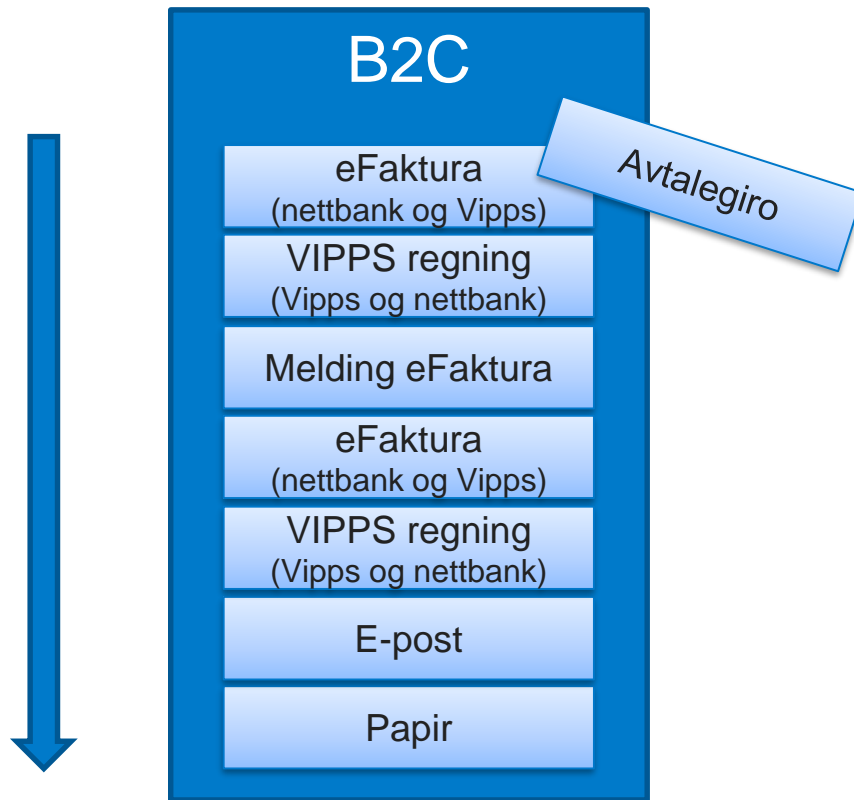 B2C
eFaktura
(nettbank og Vipps)
Avtalegiro
VIPPS regning
(Vipps og nettbank)
Melding eFaktura
eFaktura
(nettbank og Vipps)
VIPPS regning
(Vipps og nettbank)
E-post
Papir